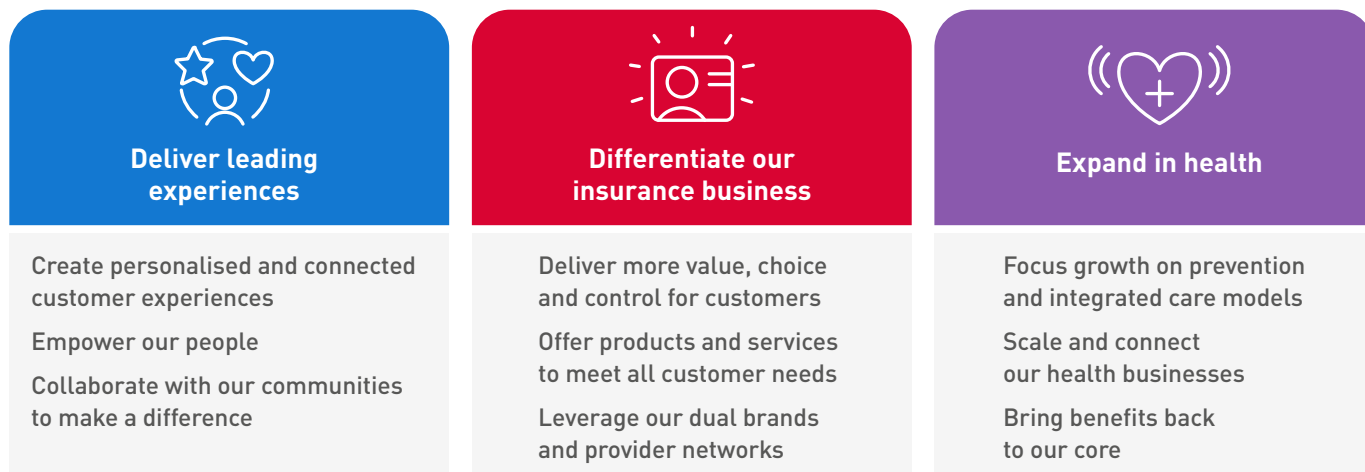 Deliver leading
experiences
Create personalised and connected
customer experiences
Empower our people
Collaborate with our communities
to make a difference
Differentiate our
insurance business
Deliver more value, choice
and control for customers
Offer products and services
to meet all customer needs
Leverage our dual brands
and provider networks
Expand in health
Focus growth on prevention
and integrated care models
Scale and connect
our health businesses
Bring benefits back
to our core